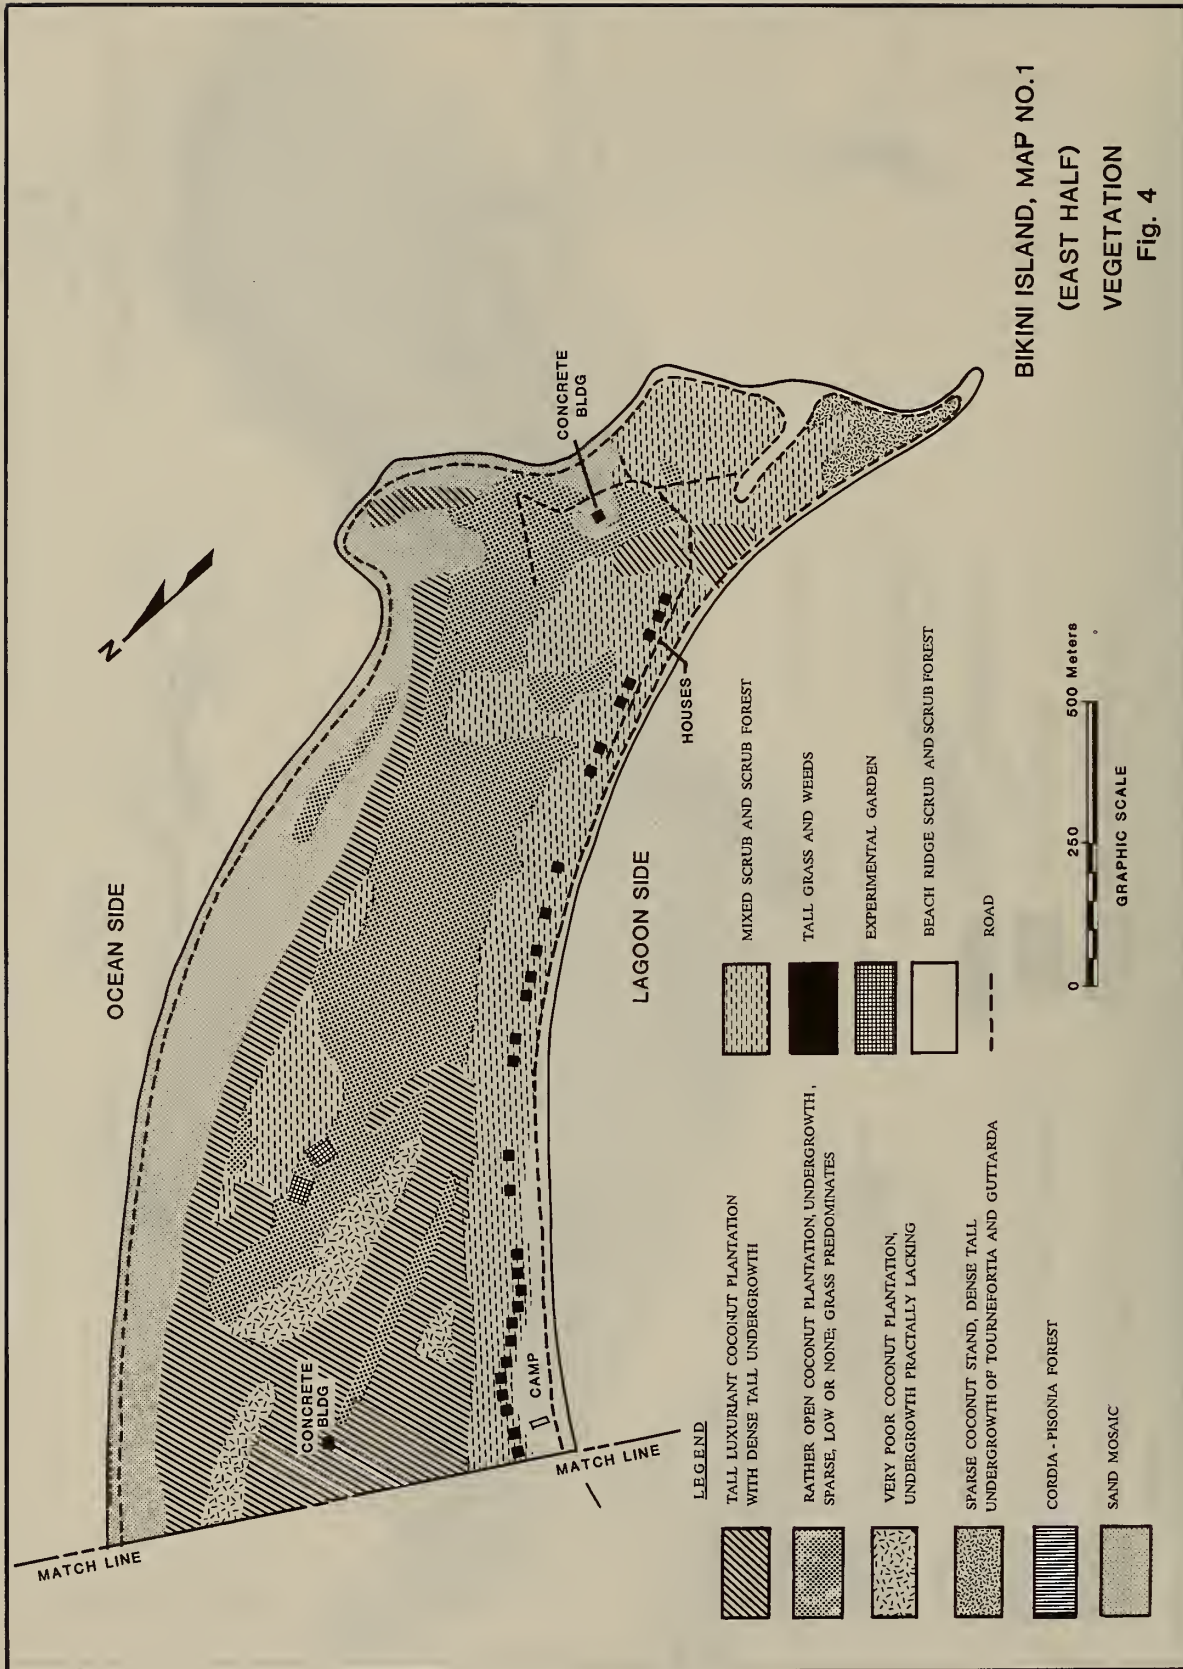 BIKINI ISLAND, MAP NO.1
(EAST HALF)
VEGETATION
Fig. 4
N
OCEAN SIDE
LAGOON SIDE
CONCRETE
BLDG
CONCRETE
BLDG
HOUSES
CAMP
MATCH LINE
MATCH LINE
LEGEND
TALL LUXURIANT COCONUT PLANTATION
WITH DENSE TALL UNDERGROWTH
RATHER OPEN COCONUT PLANTATION, UNDERGROWTH,
SPARSE, LOW OR NONE; GRASS PREDOMINATES
VERY POOR COCONUT PLANTATION,
UNDERGROWTH PRACTALLY LACKING
SPARSE COCONUT STAND, DENSE TALL
UNDERGROWTH OF TOURNEFORTIA AND GUTTARDA
CORDIA - PISONIA FOREST
SAND MOSAIC
MIXED SCRUB AND SCRUB FOREST
TALL GRASS AND WEEDS
EXPERIMENTAL GARDEN
BEACH RIDGE SCRUB AND SCRUB FOREST
ROAD
0 250 500 Meters
GRAPHIC SCALE